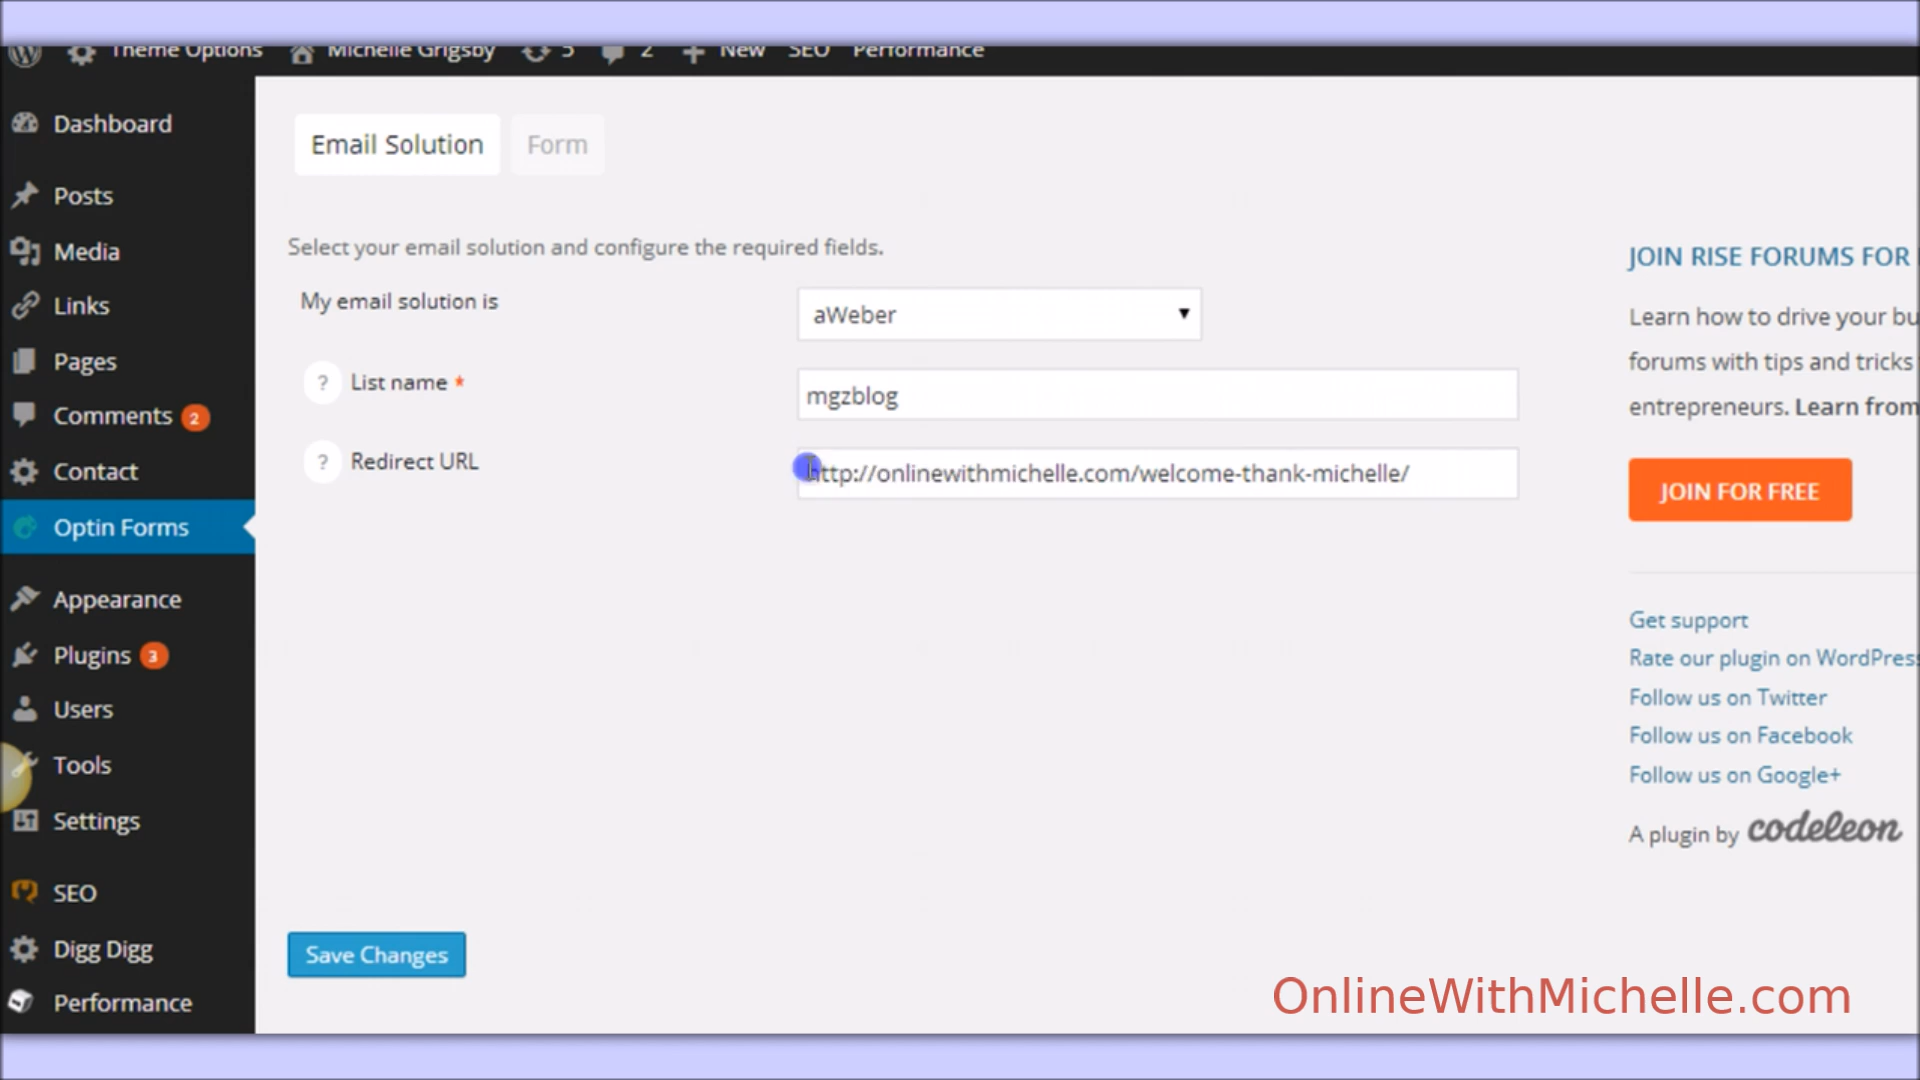 Theme Options Michelle Grigsby 5 2 New SEO Performance
Dashboard
Posts
Media
Links
Pages
Comments 2
Contact
Optin Forms
Appearance
Plugins 3
Users
Tools
Settings
SEO
Digg Digg
Performance
Email Solution Form
Select your email solution and configure the required fields.
My email solution is aWeber
? List name * mgzblog
? Redirect URL http://onlinewithmichelle.com/welcome-thank-michelle/
Save Changes
JOIN RISE FORUMS FOR
Learn how to drive your bu
forums with tips and tricks
entrepreneurs. Learn from
JOIN FOR FREE
Get support
Rate our plugin on WordPress
Follow us on Twitter
Follow us on Facebook
Follow us on Google+
A plugin by codeleon
OnlineWithMichelle.com